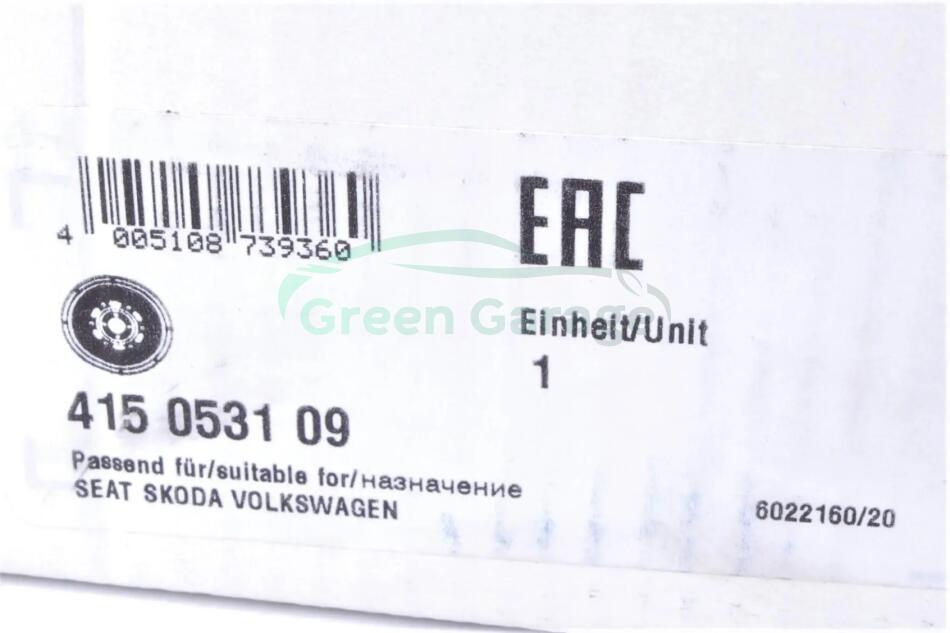 4 005108 739360
EAC
Green Garage
Einheit/Unit
1
415 0531 09
Passend für/suitable for/назначение
SEAT SKODA VOLKSWAGEN
6022160/20